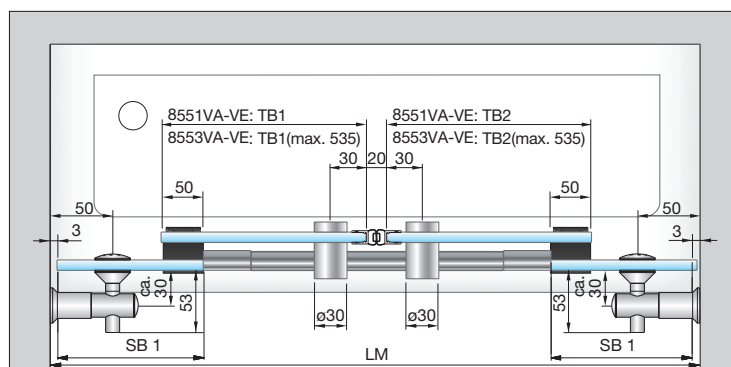 8551VA-VE: TB1 8551VA-VE: TB2
8553VA-VE: TB1(max. 535) 8553VA-VE: TB2(max. 535)
30 20 30
50 50
50 50
3 3
ca. 30 53 53 ca. 30
ø30 ø30
SB 1 SB 1
LM